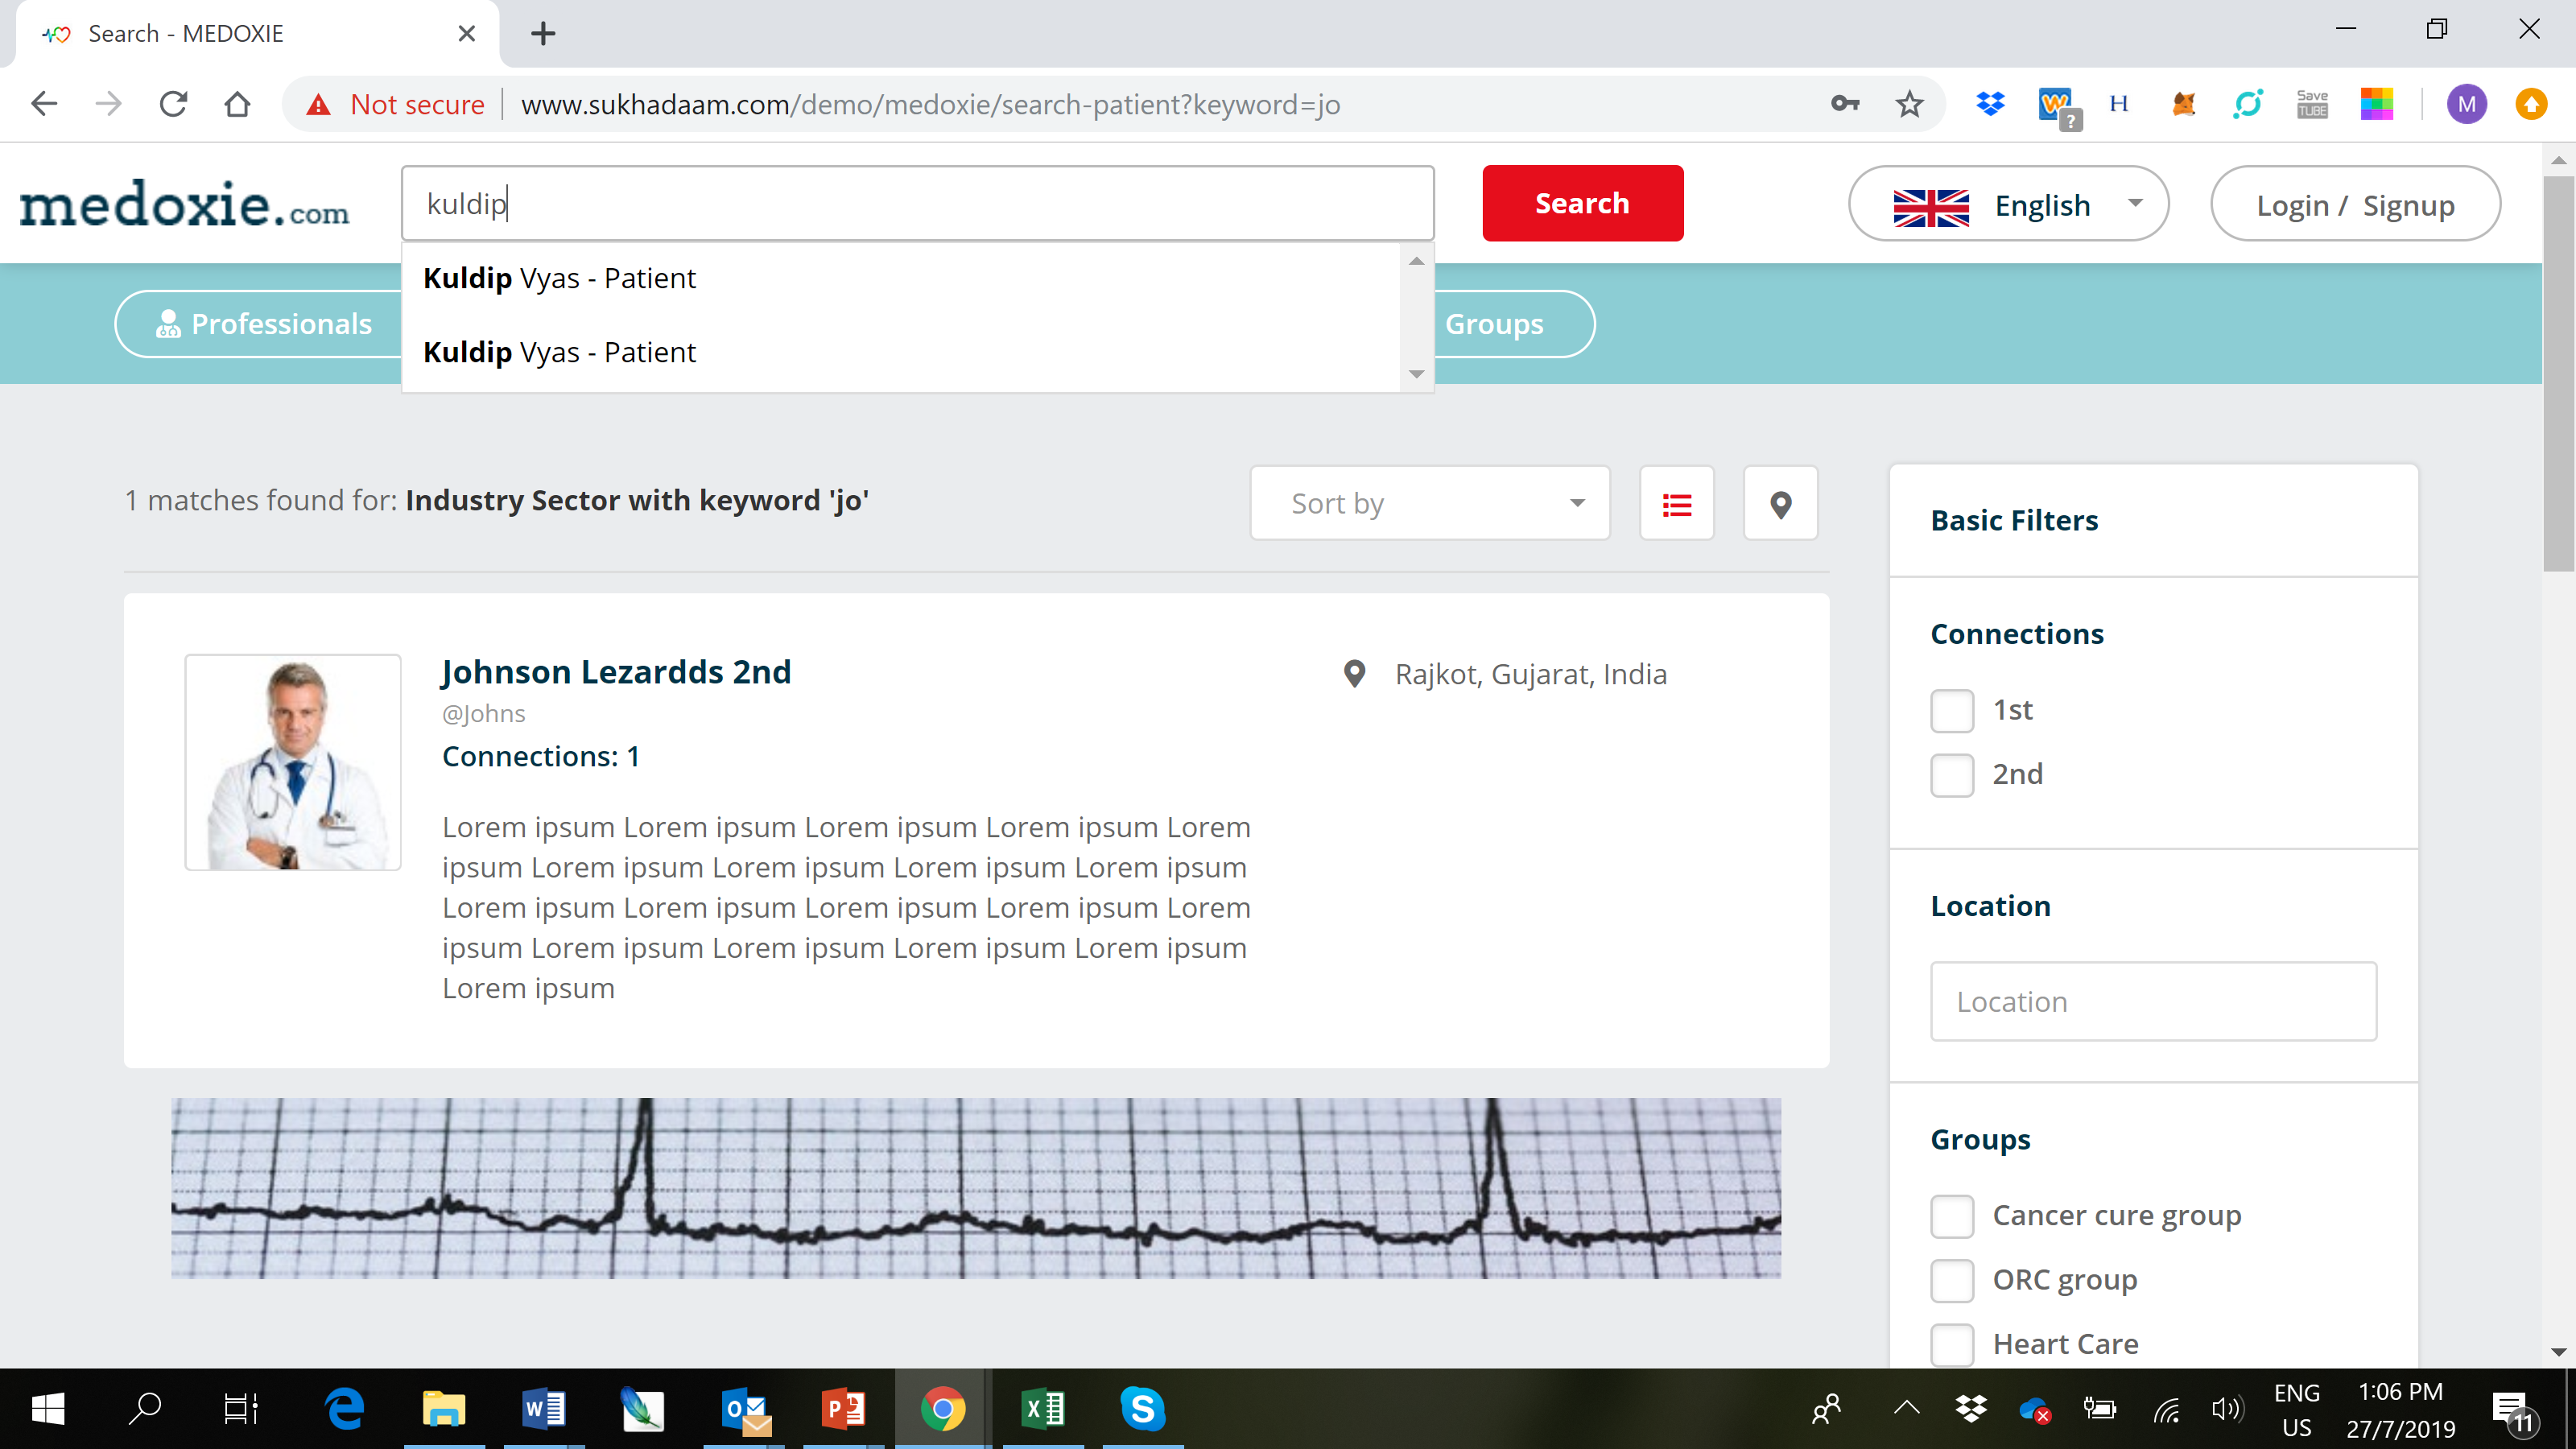 Search - MEDOXIE
Not secure
www.sukhadaam.com/demo/medoxie/search-patient?keyword=jo
W
?
H
Save
TUBE
M
medoxie.com
kuldip
Search
English
Login / Signup
Kuldip Vyas - Patient
Kuldip Vyas - Patient
Professionals
Groups
1 matches found for: Industry Sector with keyword 'jo'
Sort by
Johnson Lezardds 2nd
@Johns
Connections: 1
Rajkot, Gujarat, India
Lorem ipsum Lorem ipsum Lorem ipsum Lorem ipsum Lorem
ipsum Lorem ipsum Lorem ipsum Lorem ipsum Lorem ipsum
Lorem ipsum Lorem ipsum Lorem ipsum Lorem ipsum Lorem
ipsum Lorem ipsum Lorem ipsum Lorem ipsum Lorem ipsum
Lorem ipsum
Basic Filters
Connections
1st
2nd
Location
Location
Groups
Cancer cure group
ORC group
Heart Care
ENG
US
1:06 PM
27/7/2019
11